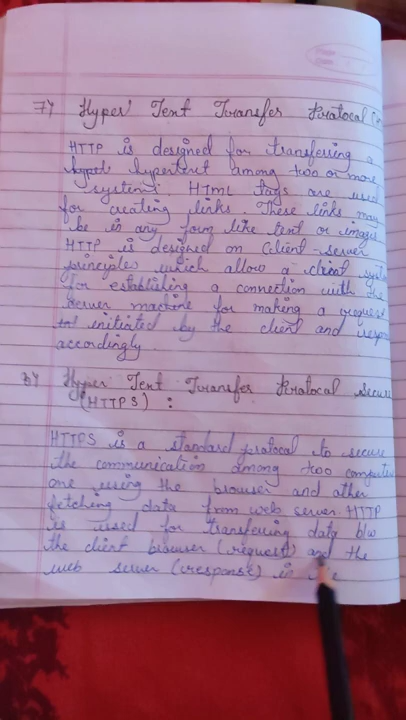 7) Hyper Text Transfer Protocol
HTTP is designed for transferring a
hypertext among two or more
systems. HTML tags are used
for creating links. These links may
be in any form like text or images.
HTTP is designed on Client-server
principles which allow a client system
for establishing a connection with the
server machine for making a request
initiated by the client and
accordingly
8) Hyper Text Transfer Protocal Secure
(HTTPS) :
HTTPS is a standard protocal to secure
the communication among two computer
one using the browser and other
fetching data from web server. HTTP
is used for transferring data b/w
the client browser (request) and the
web server (response) in